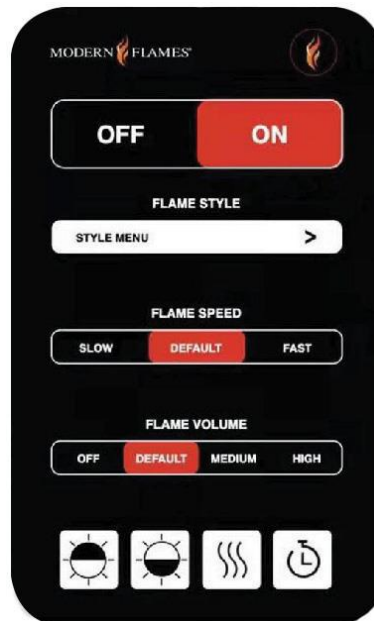 MODERN FLAMES®
OFF ON
FLAME STYLE
STYLE MENU >
FLAME SPEED
SLOW DEFAULT FAST
FLAME VOLUME
OFF DEFAULT MEDIUM HIGH